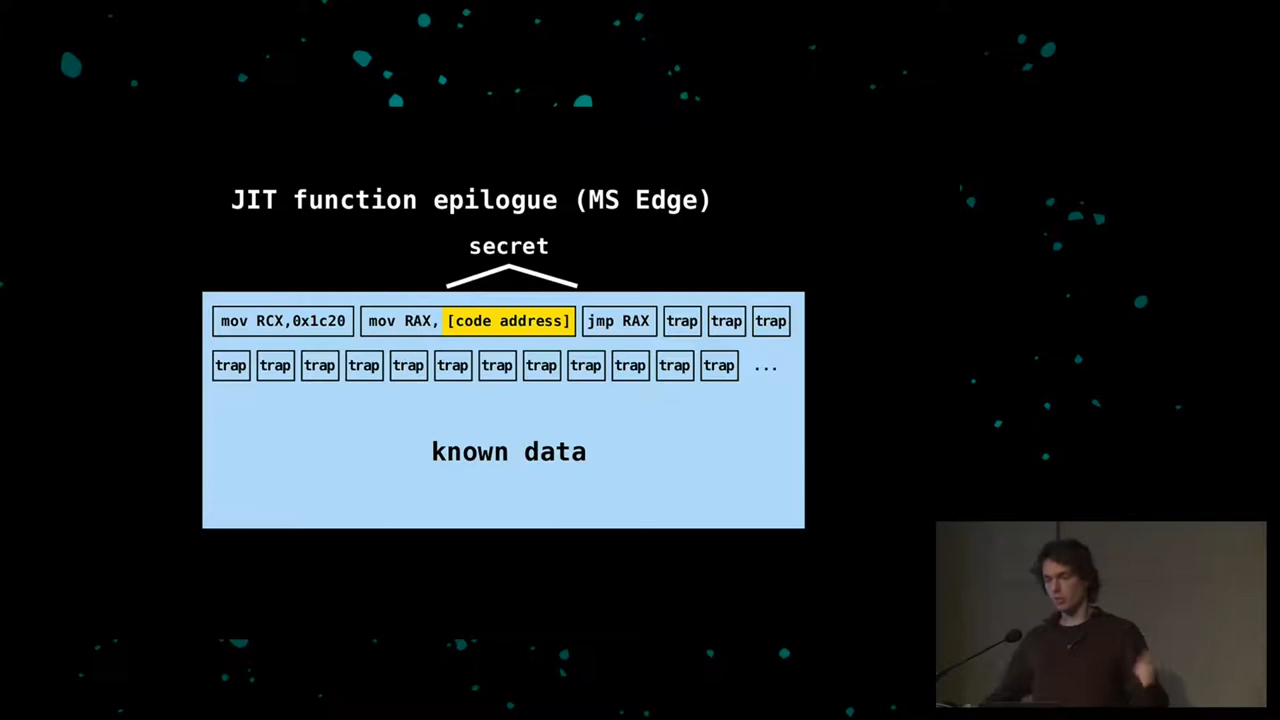 JIT function epilogue (MS Edge)
secret
mov RCX,0x1c20 mov RAX, [code address] jmp RAX trap trap trap
trap trap trap trap trap trap trap trap trap trap trap trap ...
known data